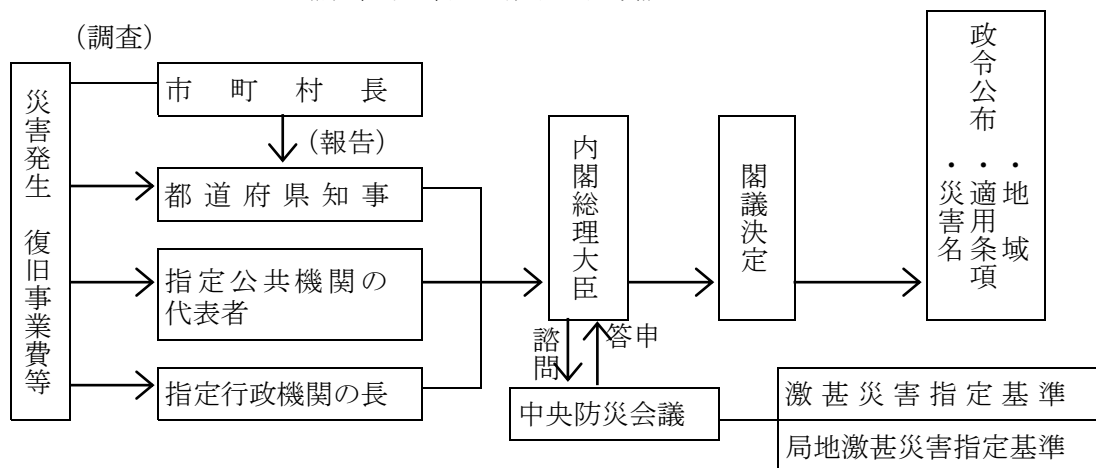 (調査)
災害発生 復旧事業費等
市町村長
(報告)
都道府県知事
指定公共機関の
代表者
指定行政機関の長
内閣総理大臣
諮問
答申
中央防災会議
激甚災害指定基準
局地激甚災害指定基準
閣議決定
政令公布
・地域
・適用条項
・災害名